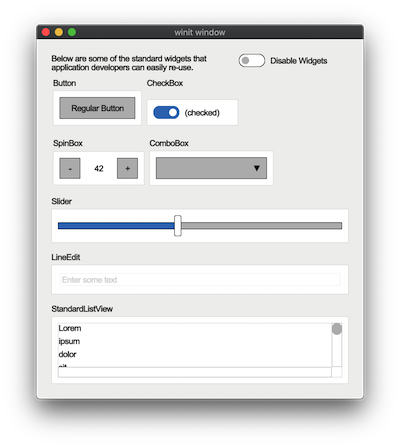 winit window
Below are some of the standard widgets that
application developers can easily re-use.
Disable Widgets
Button
CheckBox
Regular Button
(checked)
SpinBox
ComboBox
-
42
+
Slider
LineEdit
Enter some text
StandardListView
Lorem
ipsum
dolor
sit